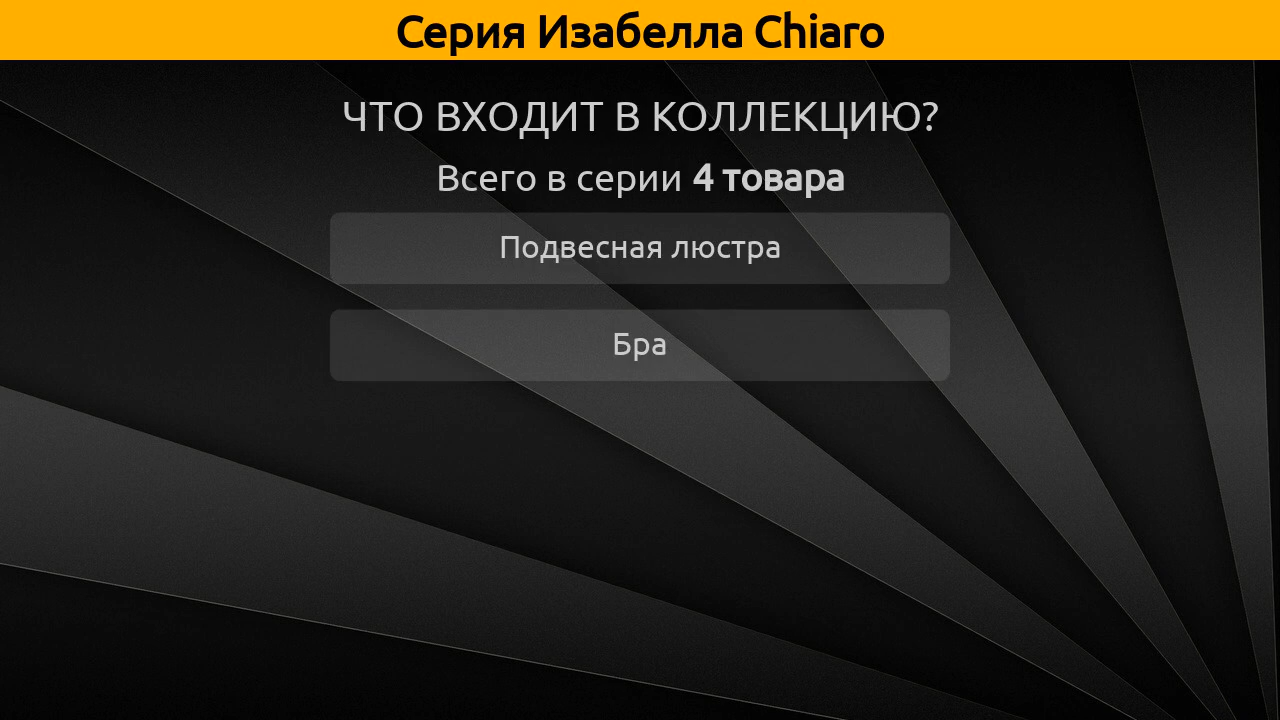 Серия Изабелла Chiaro
ЧТО ВХОДИТ В КОЛЛЕКЦИЮ?
Всего в серии 4 товара
Подвесная люстра
Бра